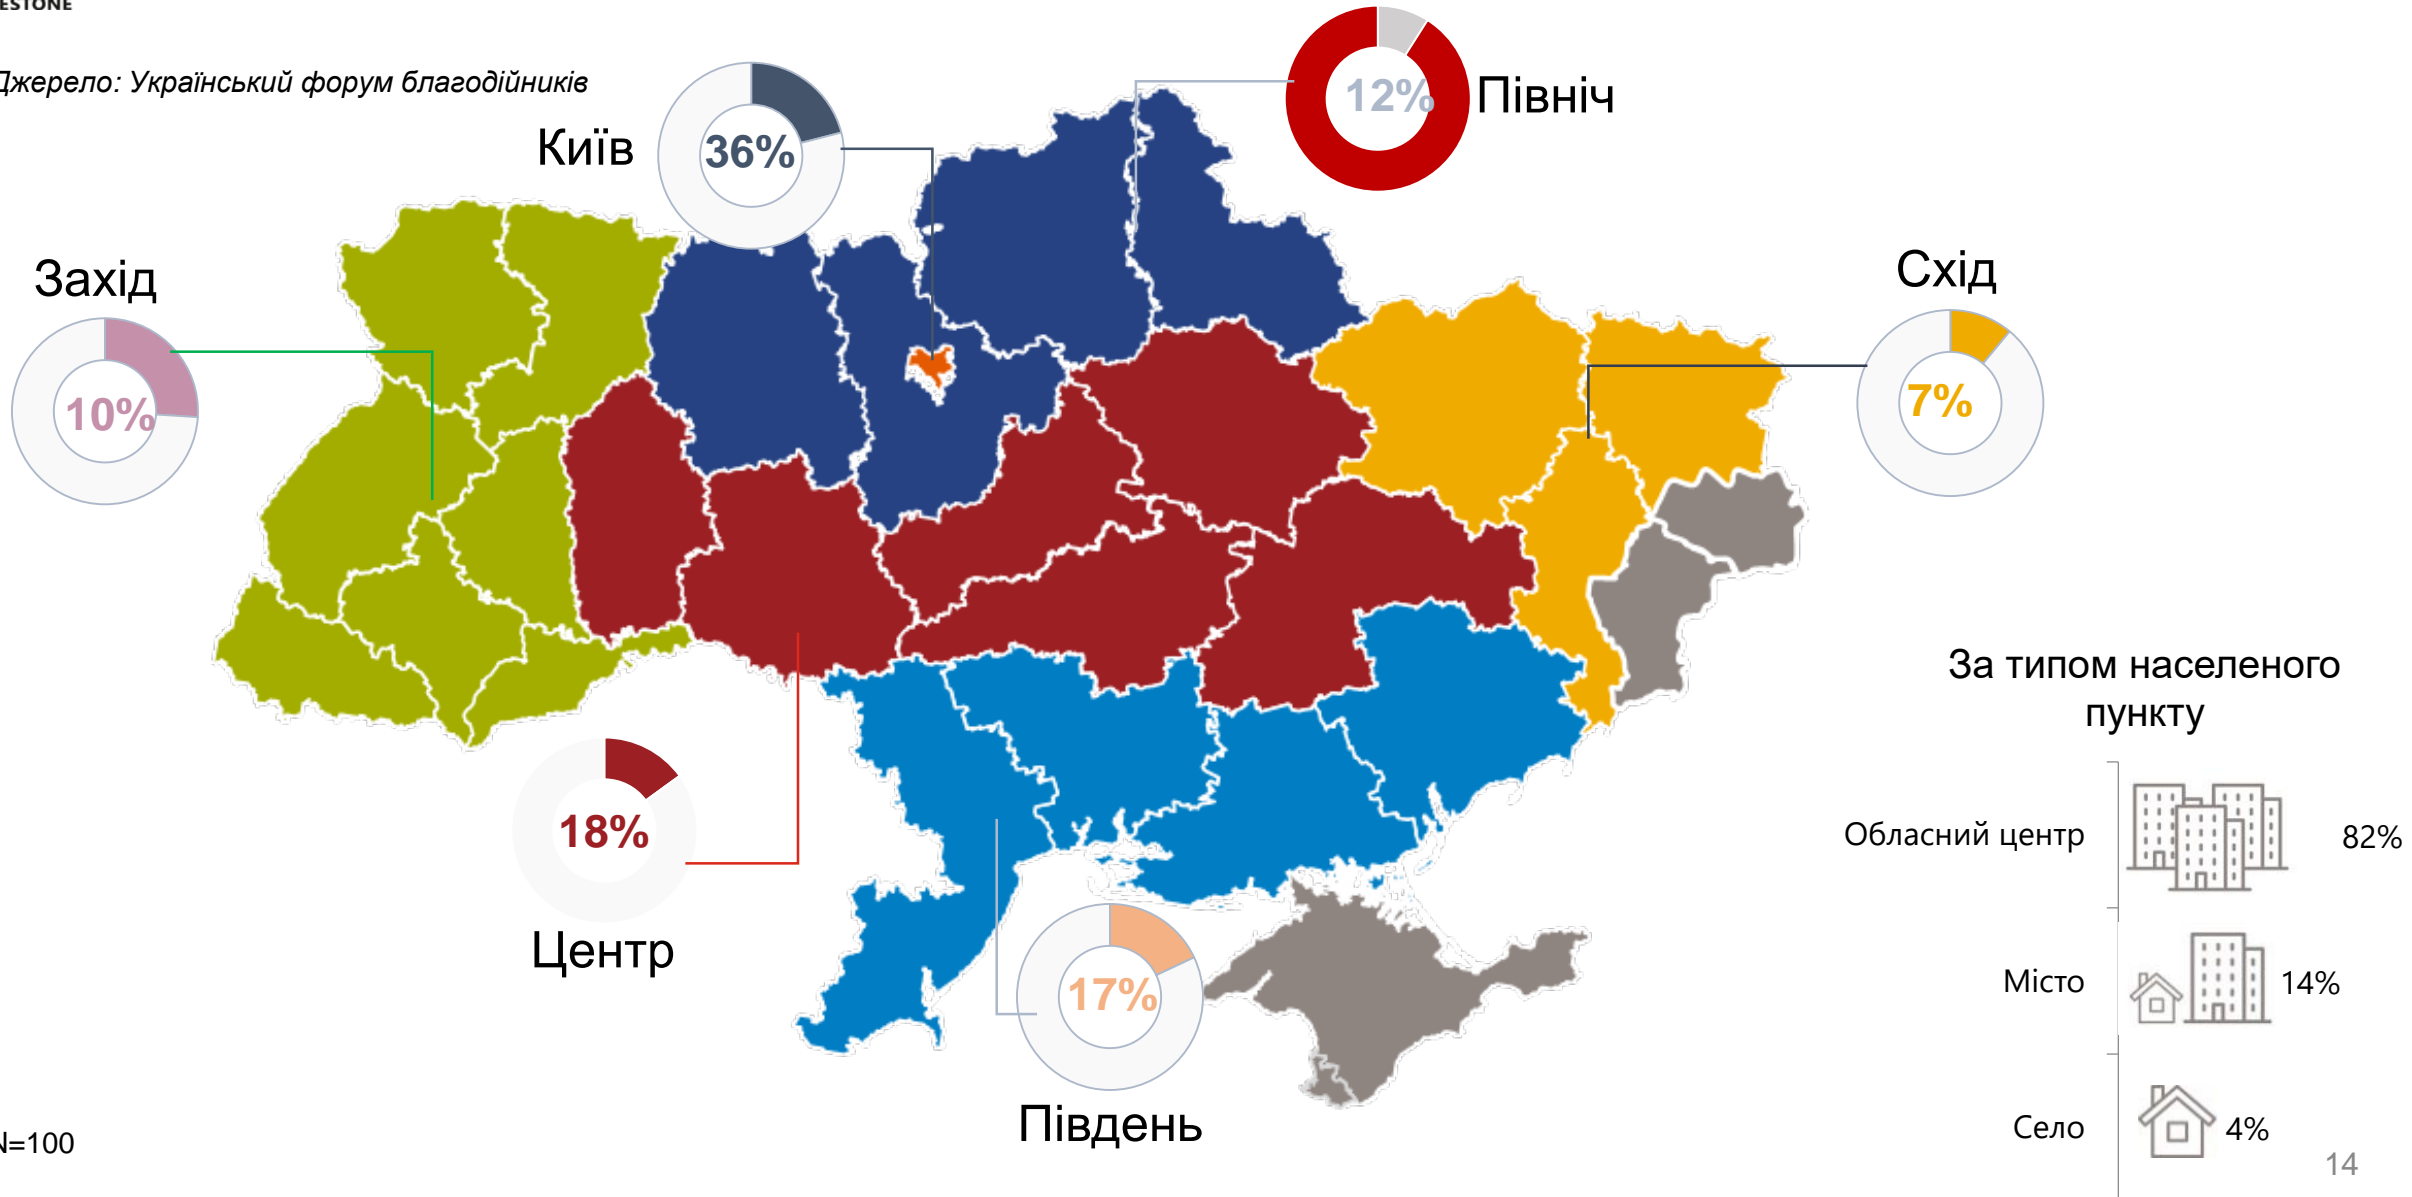 Джерело: Український форум благодійників
Київ
36%
12%
Північ
Захід
10%
Схід
7%
18%
Центр
17%
Південь
За типом населеного
пункту
Обласний центр
82%
Місто
14%
Село
4%
N=100
14